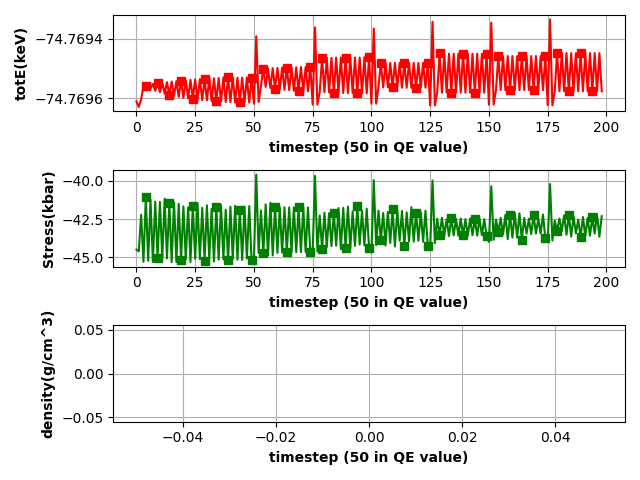 totE(keV)
−74.7694
−74.7696
0 25 50 75 100 125 150 175 200
timestep (50 in QE value)
Stress(kbar)
−40.0
−42.5
−45.0
0 25 50 75 100 125 150 175 200
timestep (50 in QE value)
density(g/cm^3)
0.05
0.00
−0.05
−0.04 −0.02 0.00 0.02 0.04
timestep (50 in QE value)